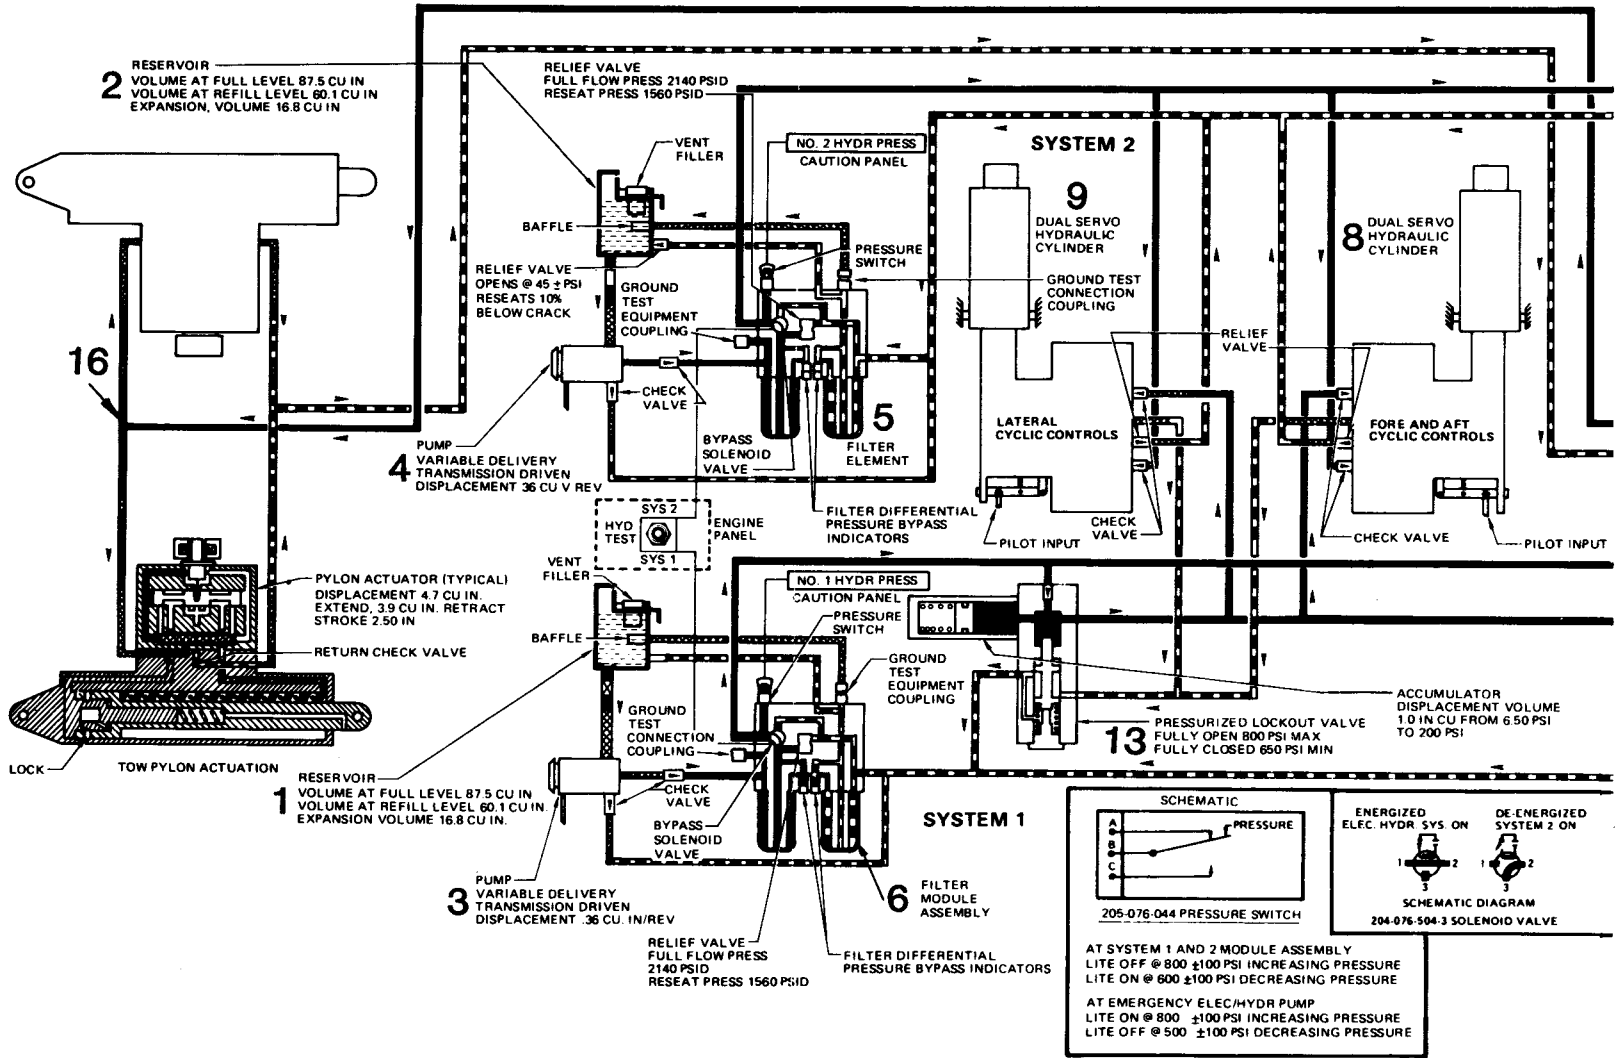 RESERVOIR
2 VOLUME AT FULL LEVEL 87.5 CU IN
VOLUME AT REFILL LEVEL 60.1 CU IN
EXPANSION, VOLUME 16.8 CU IN
RELIEF VALVE
FULL FLOW PRESS 2140 PSID
RESEAT PRESS 1560 PSID
VENT
FILLER
NO. 2 HYDR PRESS
CAUTION PANEL
SYSTEM 2
9
DUAL SERVO
HYDRAULIC
CYLINDER
8
DUAL SERVO
HYDRAULIC
CYLINDER
BAFFLE
PRESSURE
SWITCH
RELIEF VALVE
OPENS @ 45 ± PSI
RESEATS 10%
BELOW CRACK
GROUND
TEST
EQUIPMENT
COUPLING
GROUND TEST
CONNECTION
COUPLING
RELIEF
VALVE
16
CHECK
VALVE
5
FILTER
ELEMENT
LATERAL
CYCLIC CONTROLS
FORE AND AFT
CYCLIC CONTROLS
PUMP
4 VARIABLE DELIVERY
TRANSMISSION DRIVEN
DISPLACEMENT 36 CU V REV
BYPASS
SOLENOID
VALVE
SYS 2
HYD
TEST
SYS 1
ENGINE
PANEL
FILTER DIFFERENTIAL
PRESSURE BYPASS
INDICATORS
PILOT INPUT
CHECK
VALVE
CHECK VALVE
PILOT INPUT
VENT
FILLER
NO. 1 HYDR PRESS
CAUTION PANEL
PRESSURE
SWITCH
PYLON ACTUATOR (TYPICAL)
DISPLACEMENT 4.7 CU IN.
EXTEND, 3.9 CU IN. RETRACT
STROKE 2.50 IN
RETURN CHECK VALVE
BAFFLE
GROUND
TEST
EQUIPMENT
COUPLING
GROUND
TEST
CONNECTION
COUPLING
ACCUMULATOR
DISPLACEMENT VOLUME
1.0 IN CU FROM 6.50 PSI
TO 200 PSI
13
PRESSURIZED LOCKOUT VALVE
FULLY OPEN 800 PSI MAX
FULLY CLOSED 650 PSI MIN
LOCK
TOW PYLON ACTUATION
RESERVOIR
1 VOLUME AT FULL LEVEL 87.5 CU IN
VOLUME AT REFILL LEVEL 60.1 CU IN.
EXPANSION VOLUME 16.8 CU IN.
CHECK
VALVE
BYPASS
SOLENOID
VALVE
SYSTEM 1
PUMP
3 VARIABLE DELIVERY
TRANSMISSION DRIVEN
DISPLACEMENT .36 CU. IN/REV
6
FILTER
MODULE
ASSEMBLY
RELIEF VALVE
FULL FLOW PRESS
2140 PSID
RESEAT PRESS 1560 PSID
FILTER DIFFERENTIAL
PRESSURE BYPASS INDICATORS
SCHEMATIC
A
B
C
PRESSURE
205-076-044 PRESSURE SWITCH
ENERGIZED
ELEC. HYDR. SYS. ON
DE-ENERGIZED
SYSTEM 2 ON
1 2
3
1 2
3
SCHEMATIC DIAGRAM
204-076-504-3 SOLENOID VALVE
AT SYSTEM 1 AND 2 MODULE ASSEMBLY
LITE OFF @ 800 ±100 PSI INCREASING PRESSURE
LITE ON @ 600 ±100 PSI DECREASING PRESSURE
AT EMERGENCY ELEC/HYDR PUMP
LITE ON @ 800 ±100 PSI INCREASING PRESSURE
LITE OFF @ 500 ±100 PSI DECREASING PRESSURE